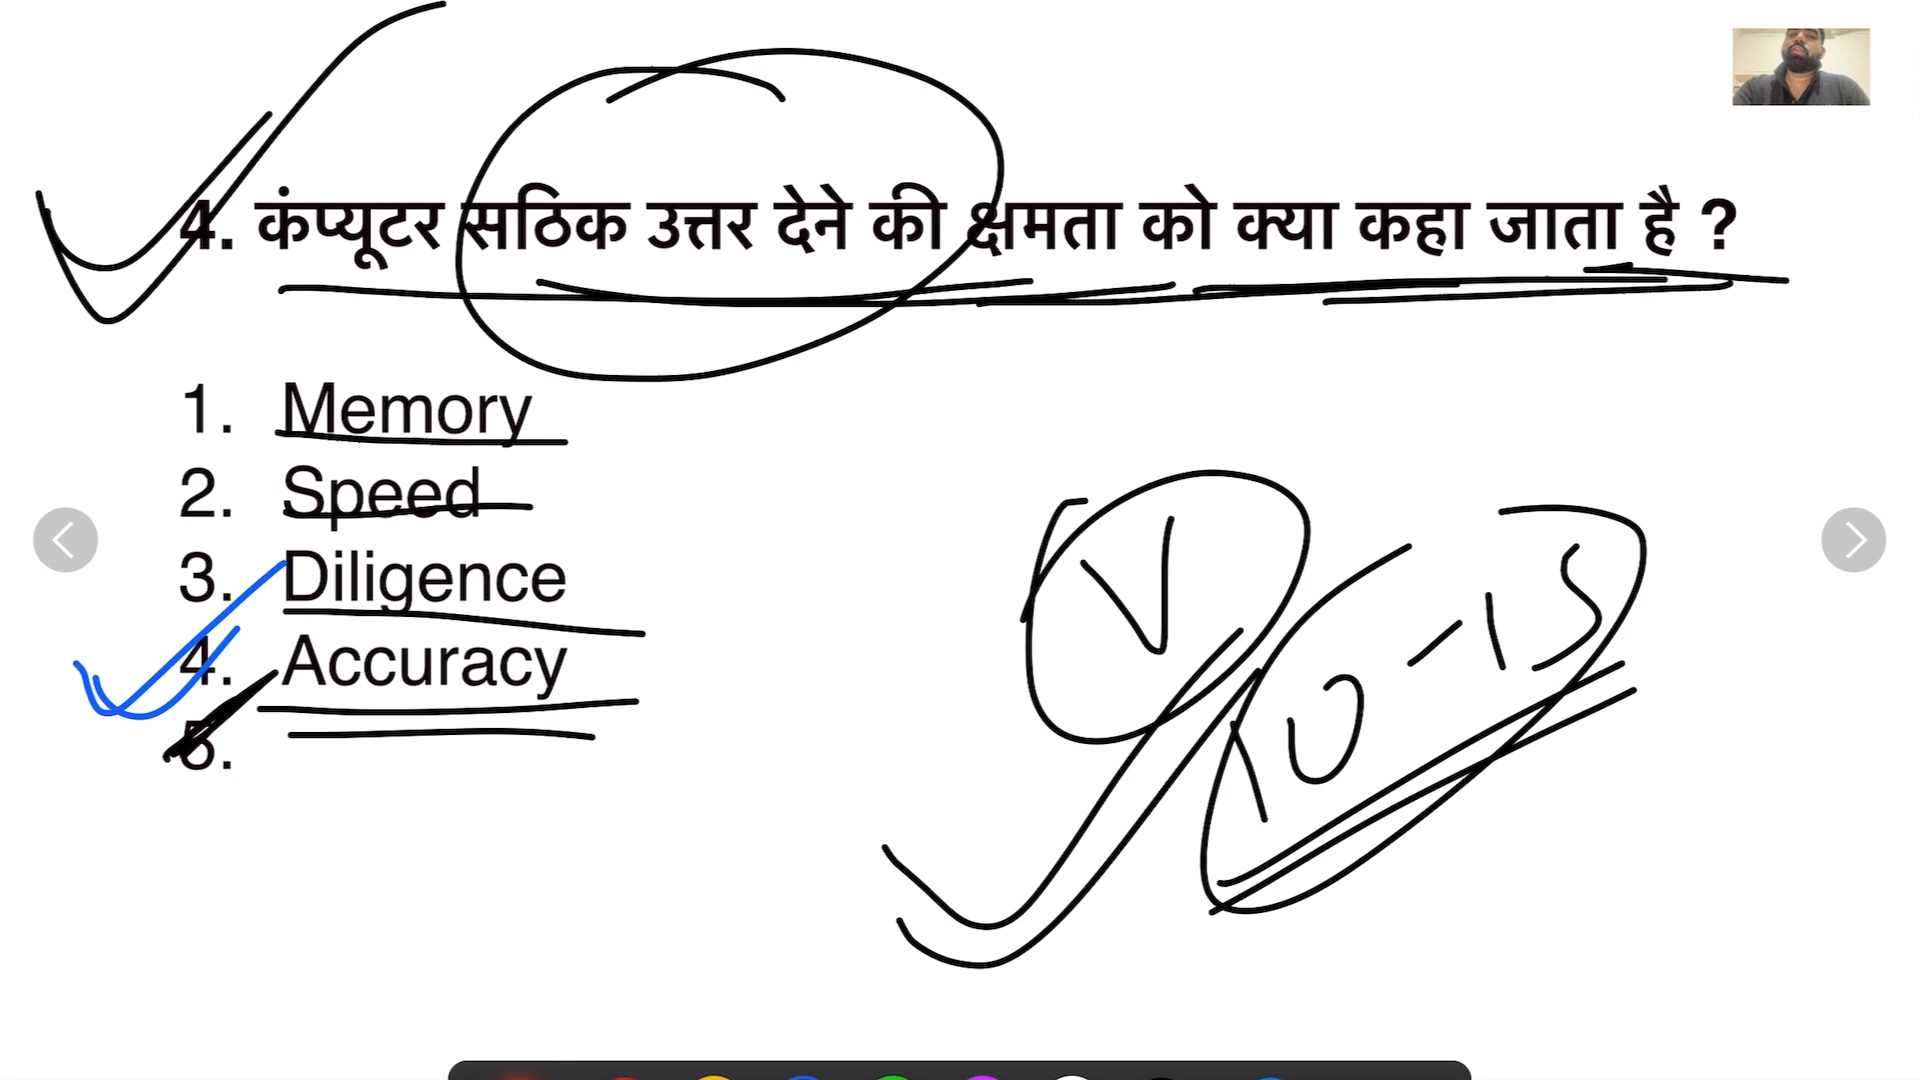 4. कंप्यूटर सठिक उत्तर देने की क्षमता को क्या कहा जाता है ?
1. Memory
2. Speed
3. Diligence
4. Accuracy
5.
V
10-15